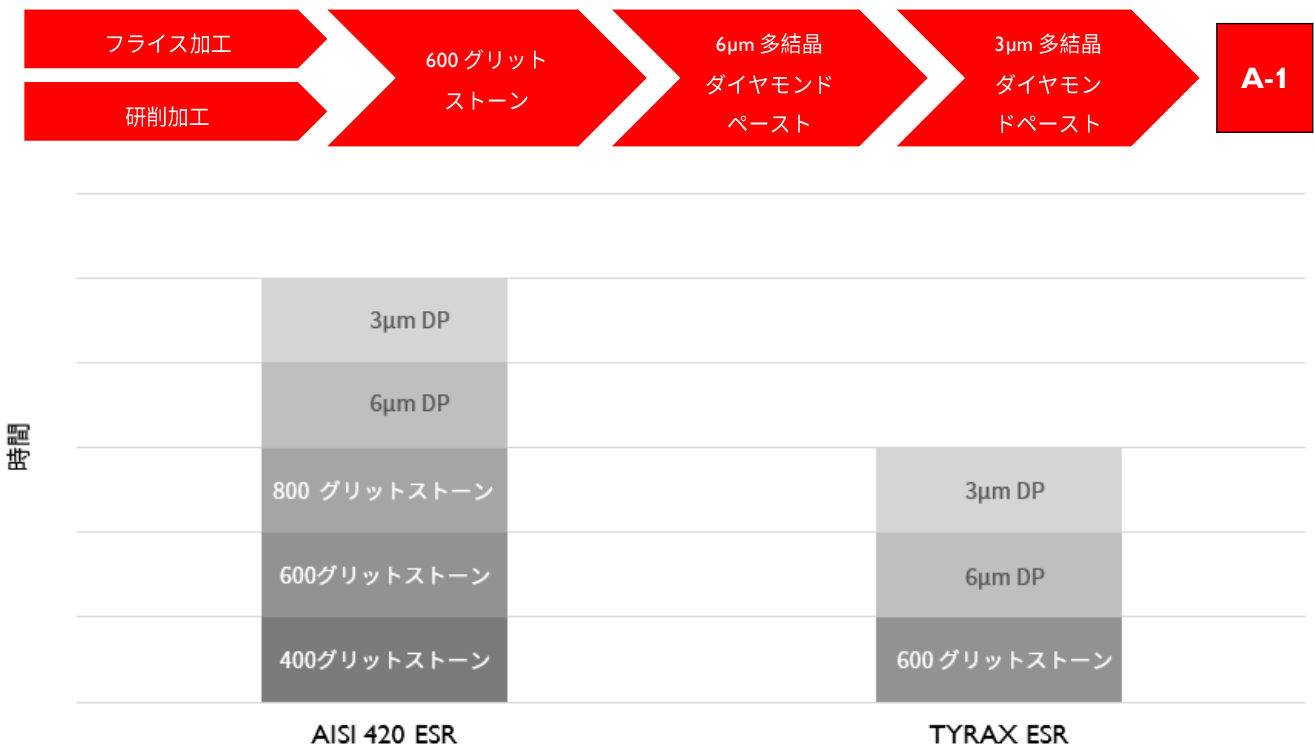 フライス加工
研削加工
600 グリット
ストーン
6μm 多結晶
ダイヤモンド
ペースト
3μm 多結晶
ダイヤモン
ドペースト
A-1
時間
3μm DP
6μm DP
800 グリットストーン
600グリットストーン
400グリットストーン
AISI 420 ESR
3μm DP
6μm DP
600 グリットストーン
TYRAX ESR